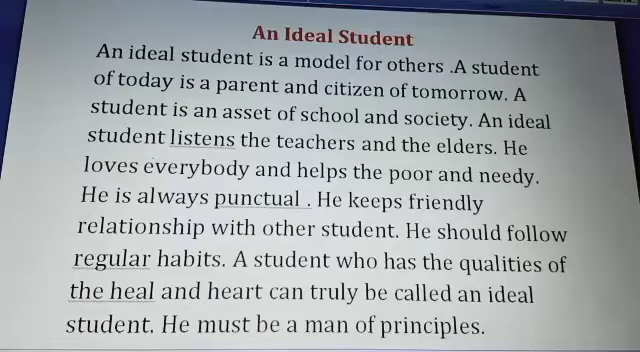 An Ideal Student
An ideal student is a model for others .A student
of today is a parent and citizen of tomorrow. A
student is an asset of school and society. An ideal
student listens the teachers and the elders. He
loves everybody and helps the poor and needy.
He is always punctual . He keeps friendly
relationship with other student. He should follow
regular habits. A student who has the qualities of
the heal and heart can truly be called an ideal
student. He must be a man of principles.